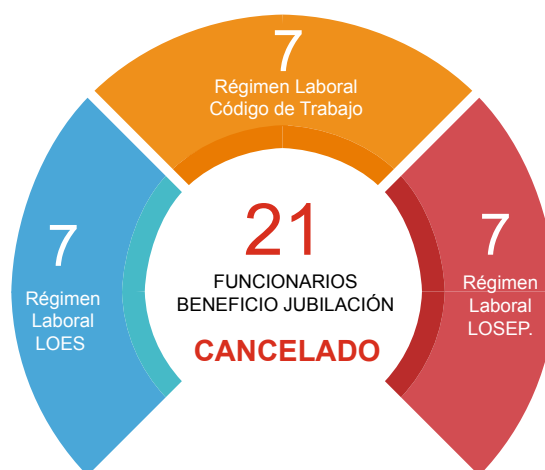 7
Régimen Laboral
Código de Trabajo
7
Régimen
Laboral
LOES
21
FUNCIONARIOS
BENEFICIO JUBILACIÓN
CANCELADO
7
Régimen
Laboral
LOSEP.